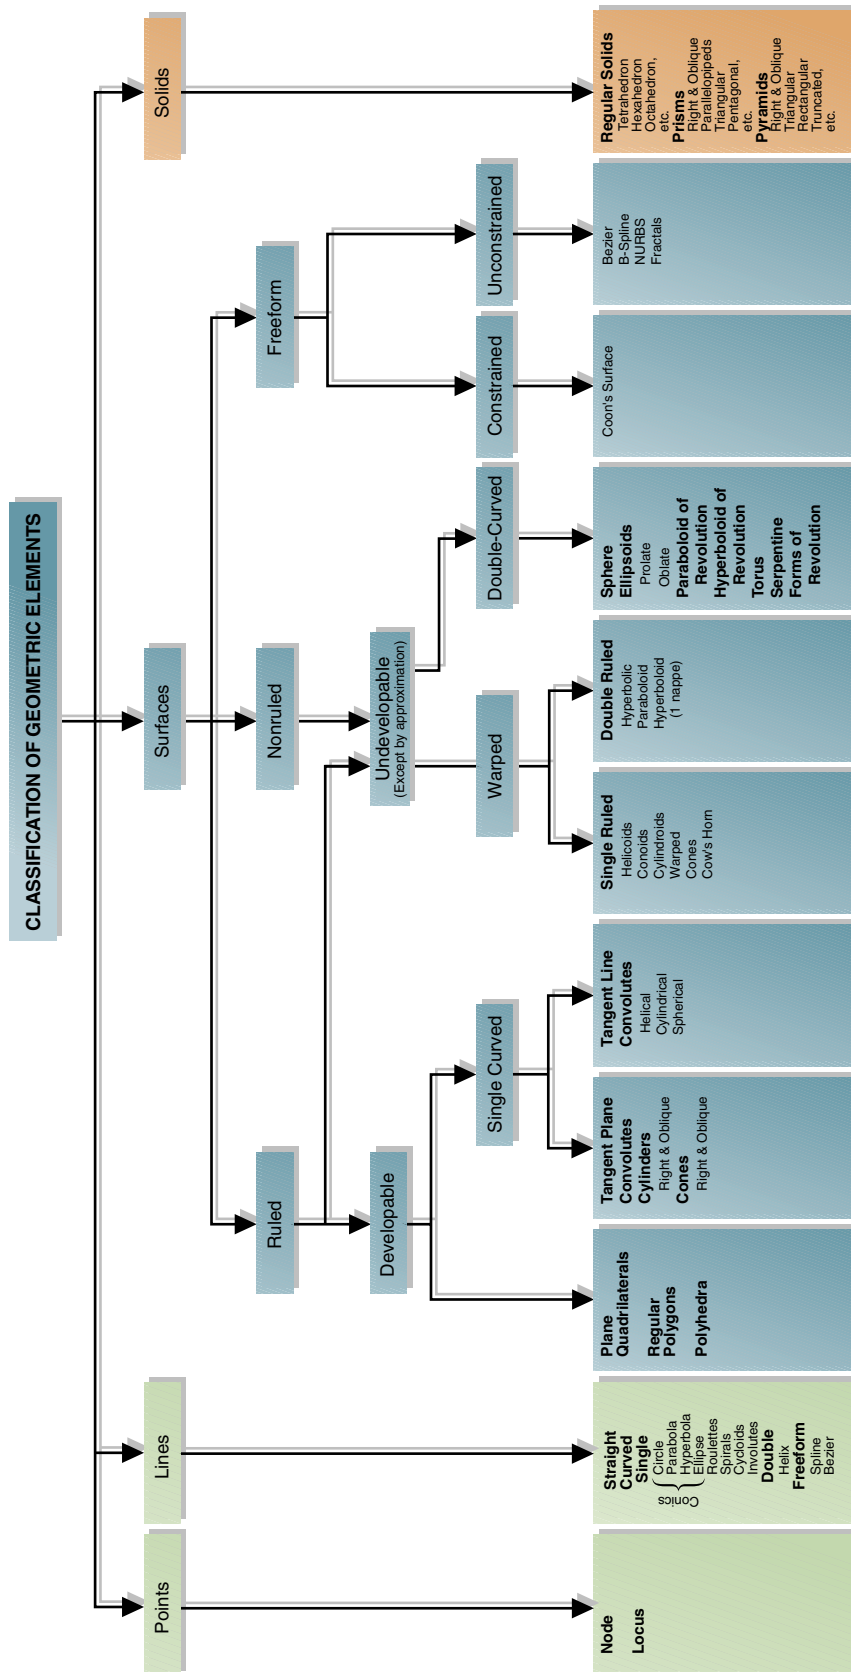 CLASSIFICATION OF GEOMETRIC ELEMENTS
Points
Lines
Surfaces
Solids
Ruled
Nonruled
Freeform
Developable
Undevelopable
(Except by approximation)
Single Curved
Warped
Double-Curved
Constrained
Unconstrained
Node
Locus
Straight
Curved
Single
Conics
Circle
Parabola
Hyperbola
Ellipse
Roulettes
Spirals
Cycloids
Involutes
Double
Helix
Freeform
Spline
Bezier
Plane
Quadrilaterals
Regular
Polygons
Polyhedra
Tangent Plane
Convolutes
Cylinders
Right & Oblique
Cones
Right & Oblique
Tangent Line
Convolutes
Helical
Cylindrical
Spherical
Single Ruled
Helicoids
Conoids
Cylindroids
Warped
Cones
Cow's Horn
Double Ruled
Hyperbolic
Paraboloid
Hyperboloid
(1 nappe)
Sphere
Ellipsoids
Prolate
Oblate
Paraboloid of
Revolution
Hyperboloid of
Revolution
Torus
Serpentine
Forms of
Revolution
Coon's Surface
Bezier
B-Spline
NURBS
Fractals
Regular Solids
Tetrahedron
Hexahedron
Octahedron,
etc.
Prisms
Right & Oblique
Parallelopipeds
Triangular
Pentagonal,
etc.
Pyramids
Right & Oblique
Triangular
Rectangular
Truncated,
etc.